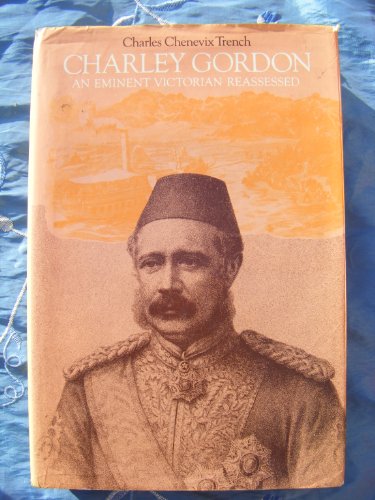 Charles Chenevix Trench
CHARLEY GORDON
AN EMINENT VICTORIAN REASSESSED